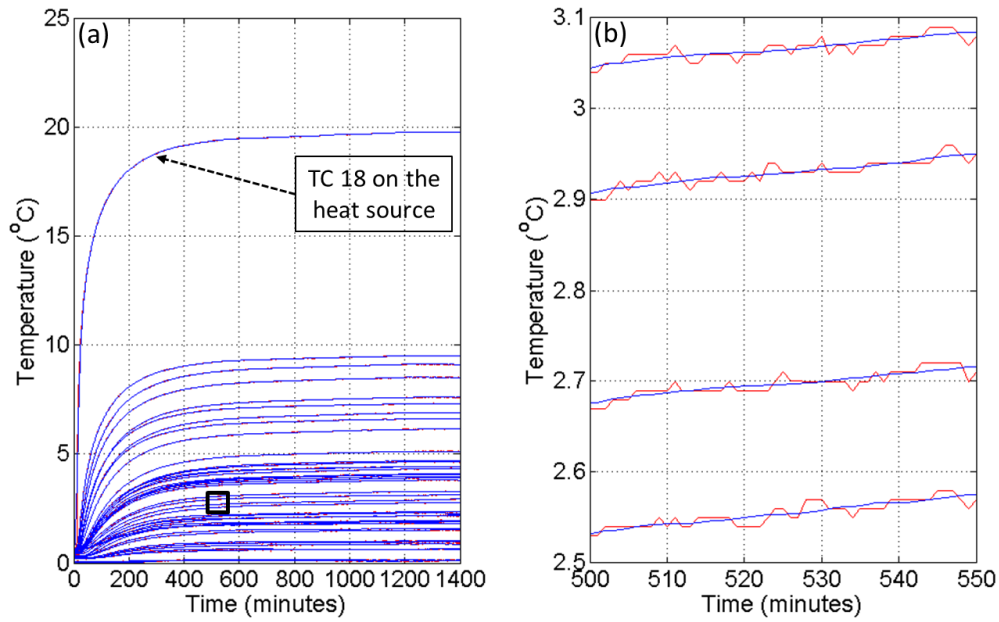 (a)
25
20
15
10
5
0
Temperature (°C)
TC 18 on the
heat source
0 200 400 600 800 1000 1200 1400
Time (minutes)
(b)
3.1
3
2.9
2.8
2.7
2.6
2.5
Temperature (°C)
500 510 520 530 540 550
Time (minutes)